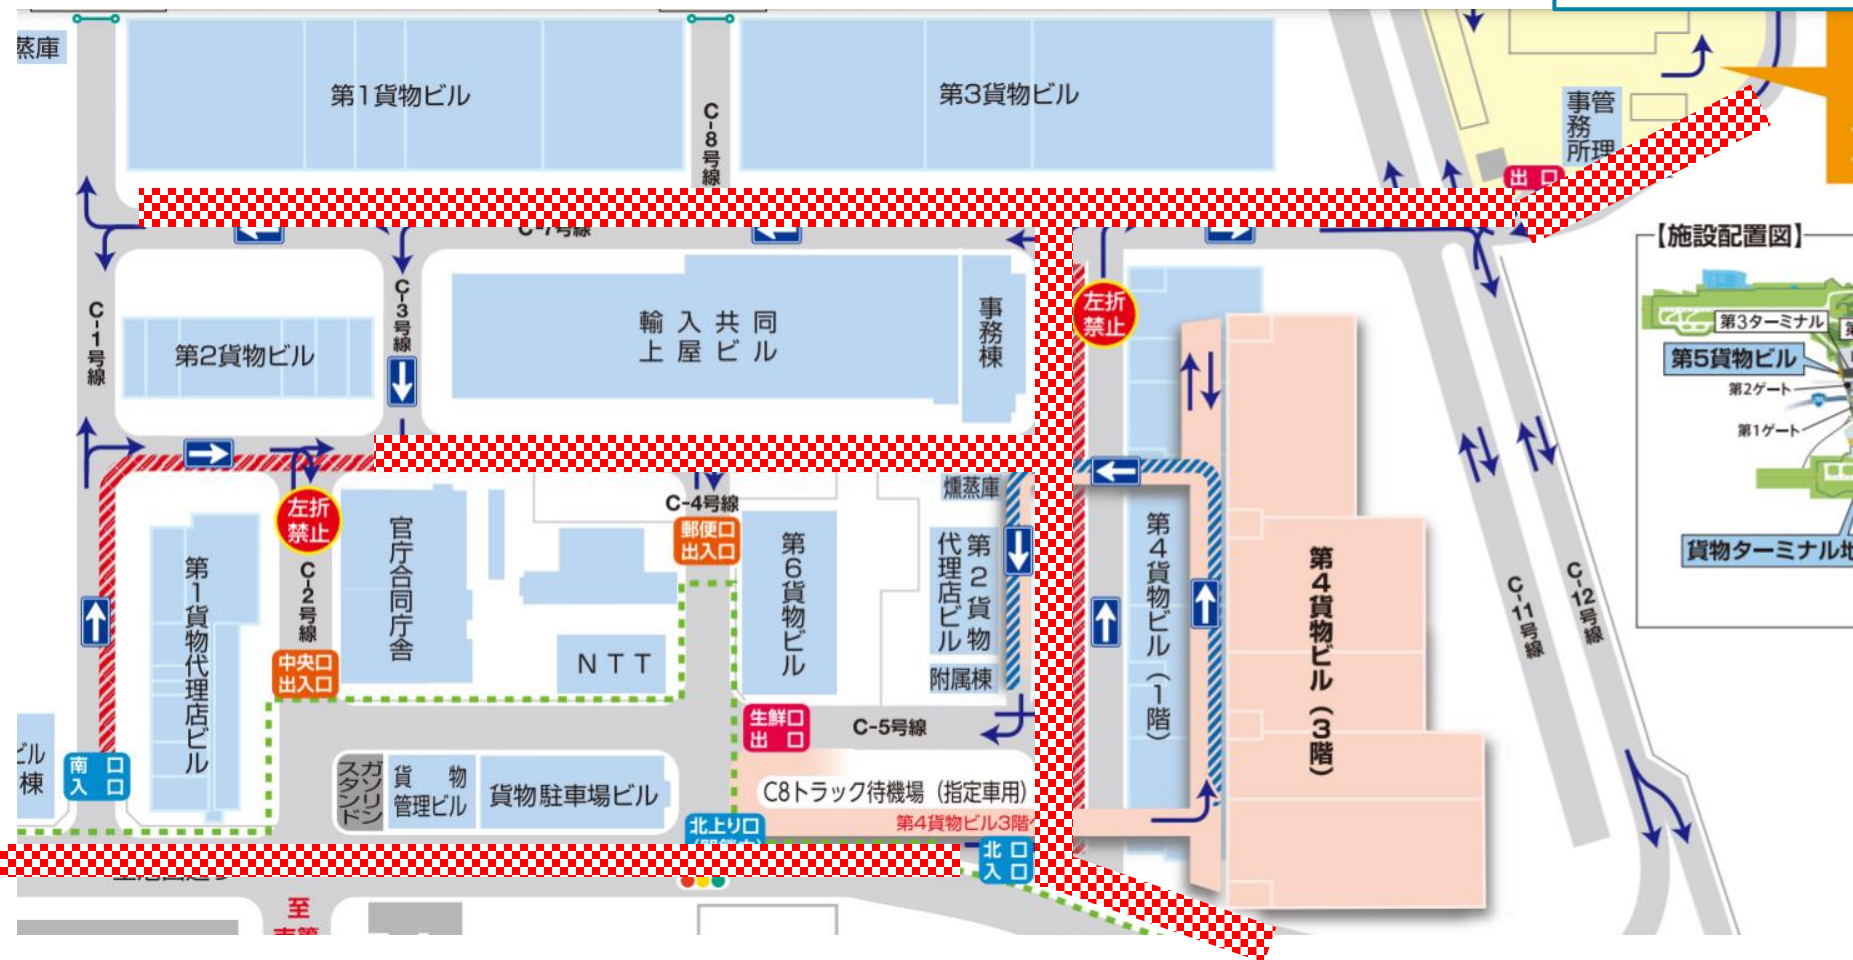 蒸庫
第1貨物ビル
C-8号線
第3貨物ビル
管理
事務所
出口
C-7号線
【施設配置図】
第3ターミナル
第5貨物ビル
第2ゲート
第1ゲート
貨物ターミナル地
C-1号線
第2貨物ビル
C-3号線
輸入共同
上屋ビル
事務棟
左折
禁止
左折
禁止
第1貨物代理店ビル
C-2号線
官庁合同庁舎
C-4号線
郵便口
出入口
NTT
第6貨物ビル
燻蒸庫
第2貨物
代理店ビル
附属棟
第4貨物ビル(1階)
第4貨物ビル(3階)
C-11号線
C-12号線
中央口
出入口
生鮮口
出口
C-5号線
ビル
棟
南口
入口
ガソリン
スタンド
貨物
管理ビル
貨物駐車場ビル
C8トラック待機場(指定車用)
第4貨物ビル3階
北上り口
北口
入口
至